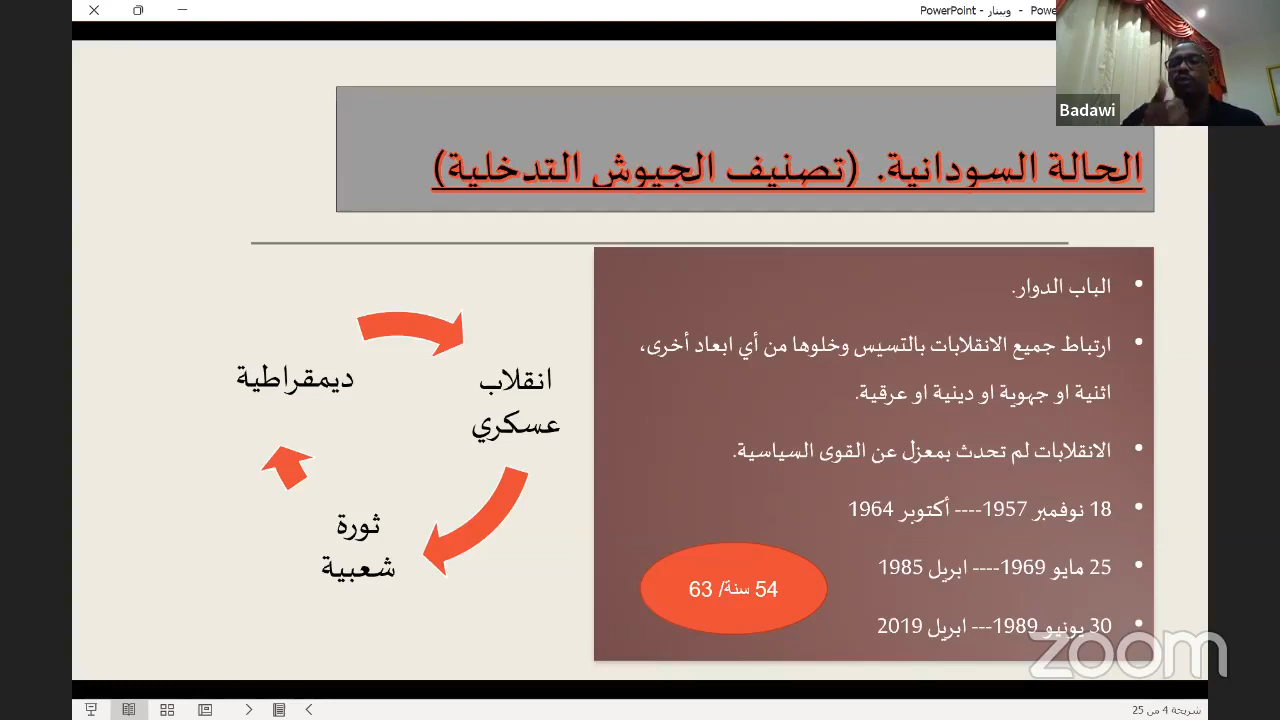 وبينار - PowerPoint - Powe
Badawi
الحالة السودانية. (تصنيف الجيوش التدخلية)
الباب الدوار.
ارتباط جميع الانقلابات بالتسيس وخلوها من أي ابعاد أخرى،
اثنية او جهوية او دينية او عرقية.
الانقلابات لم تحدث بمعزل عن القوى السياسية.
18 نوفمبر 1957---- أكتوبر 1964
25 مايو 1969---- ابريل 1985
30 يونيو 1989--- ابريل 2019
54 سنة/ 63
انقلاب
عسكري
ثورة
شعبية
ديمقراطية
zoom
شريحة 4 من 25